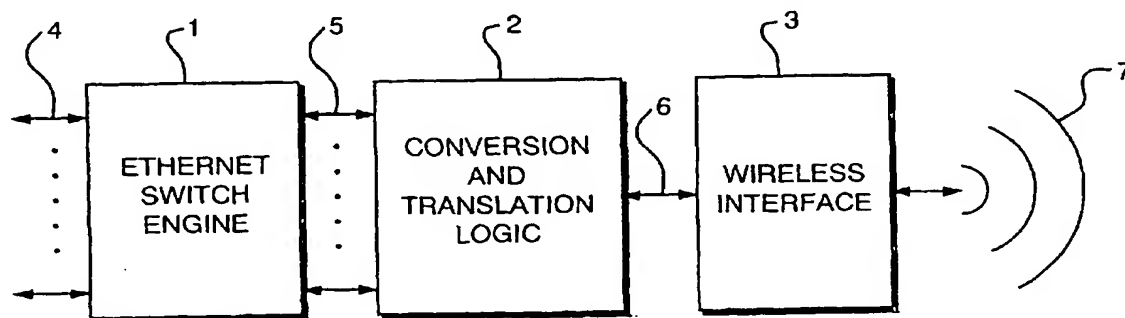 4
1
5
2
3
7
6
ETHERNET
SWITCH
ENGINE
CONVERSION
AND
TRANSLATION
LOGIC
WIRELESS
INTERFACE